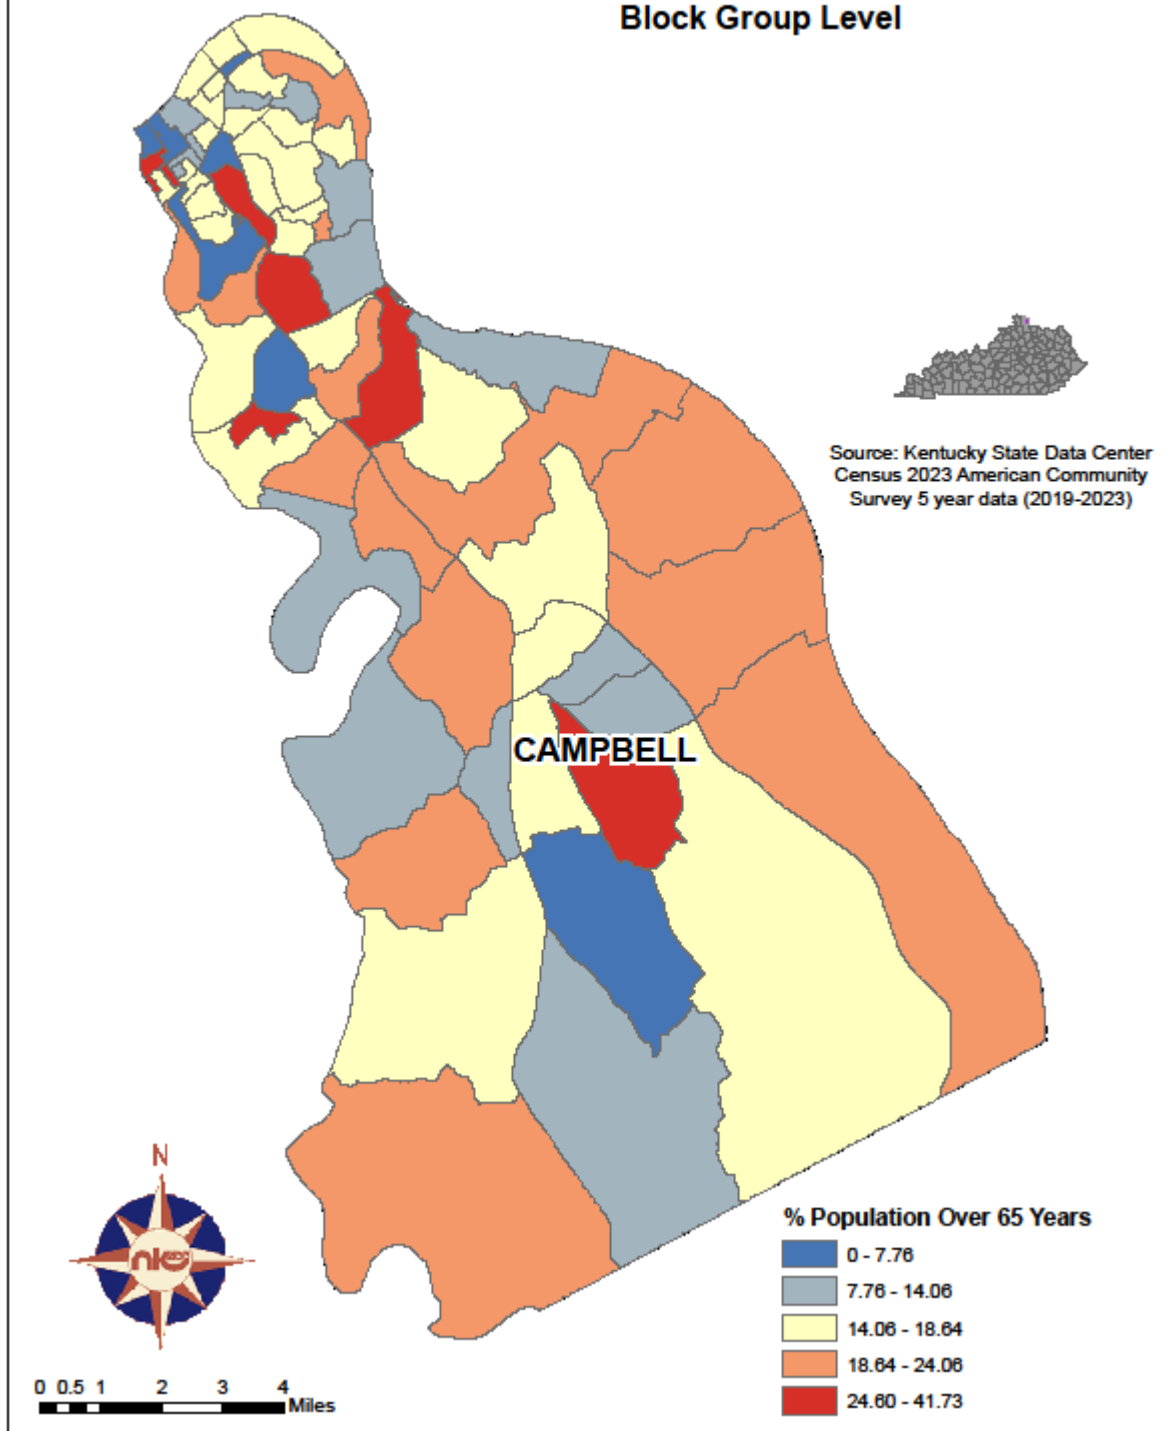 Block Group Level
Source: Kentucky State Data Center
Census 2023 American Community
Survey 5 year data (2019-2023)
CAMPBELL
N
% Population Over 65 Years
0 - 7.76
7.76 - 14.06
14.06 - 18.64
18.64 - 24.06
24.60 - 41.73
0 0.5 1 2 3 4
Miles